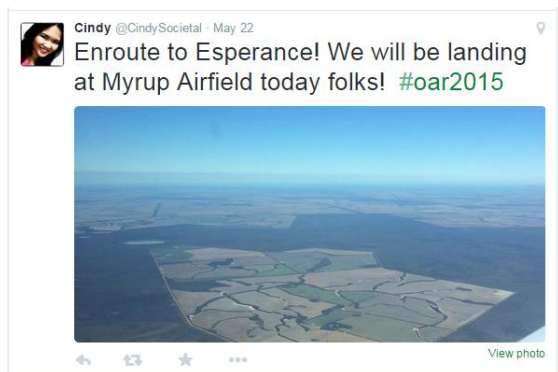 Cindy @CindySocietal · May 22
Enroute to Esperance! We will be landing
at Myrup Airfield today folks! #oar2015
View photo